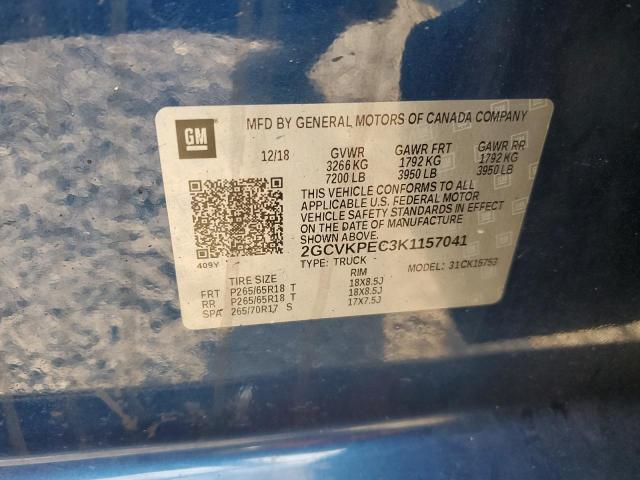 MFD BY GENERAL MOTORS OF CANADA COMPANY
GM
12/18 GVWR GAWR FRT GAWR RR
3266 KG 1792 KG 1792 KG
7200 LB 3950 LB 3950 LB
THIS VEHICLE CONFORMS TO ALL
APPLICABLE U.S. FEDERAL MOTOR
VEHICLE SAFETY STANDARDS IN EFFECT ON
THE DATE OF MANUFACTURE
SHOWN ABOVE.
2GCVKPEC3K1157041
409Y TYPE: TRUCK MODEL: 31CK15753
TIRE SIZE RIM
FRT P265/65R18 T 18X8.5J
RR P265/65R18 T 18X8.5J
SPA 265/70R17 S 17X7.5J